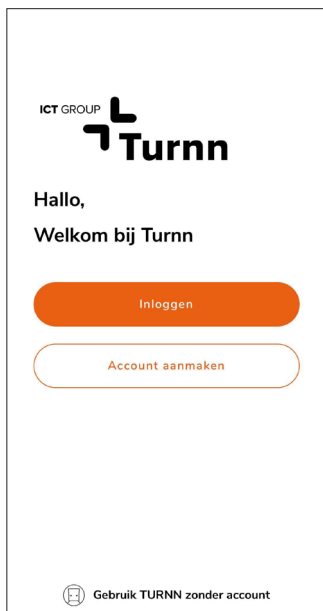 ICT GROUP
Turnn
Hallo,
Welkom bij Turnn
Inloggen
Account aanmaken
Gebruik TURNN zonder account